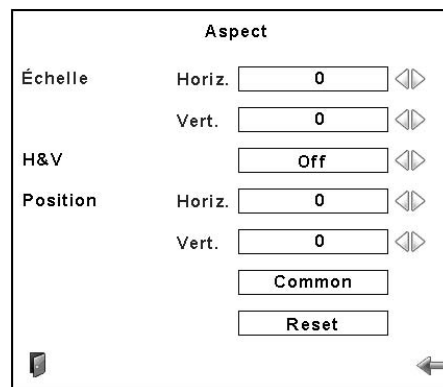 Aspect
Échelle Horiz. 0
Vert. 0
H&V Off
Position Horiz. 0
Vert. 0
Common
Reset